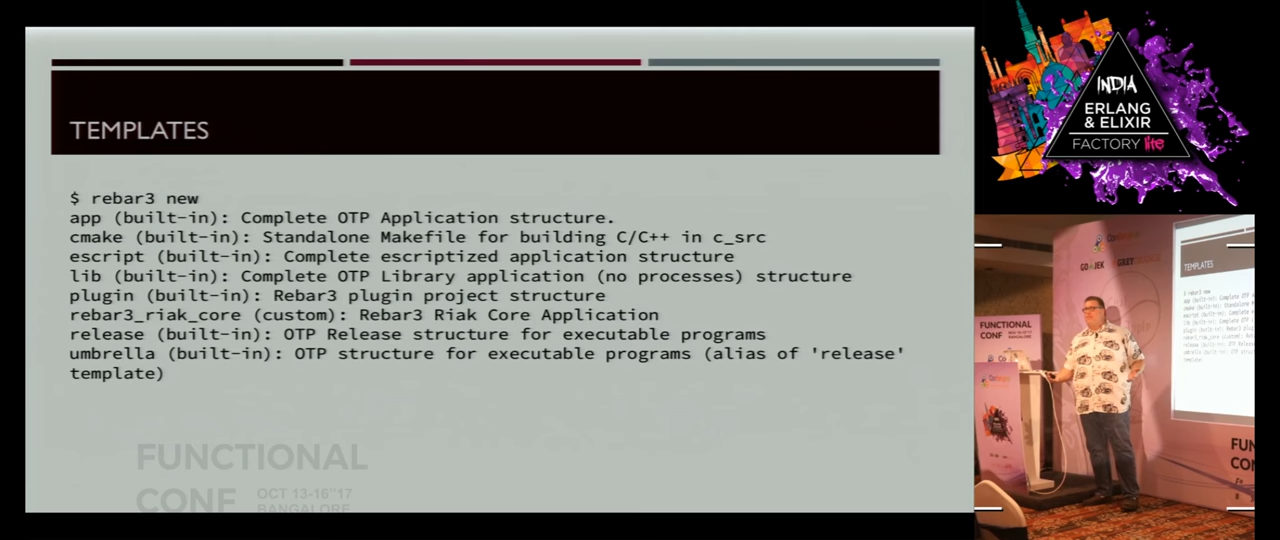 TEMPLATES
$ rebar3 new
app (built-in): Complete OTP Application structure.
cmake (built-in): Standalone Makefile for building C/C++ in c_src
escript (built-in): Complete escriptized application structure
lib (built-in): Complete OTP Library application (no processes) structure
plugin (built-in): Rebar3 plugin project structure
rebar3_riak_core (custom): Rebar3 Riak Core Application
release (built-in): OTP Release structure for executable programs
umbrella (built-in): OTP structure for executable programs (alias of 'release'
template)
FUNCTIONAL
CONF OCT 13-16"17
BANGALORE
INDIA
ERLANG
& ELIXIR
FACTORY lite
TEMPLATES
$ rebar3 new
FUNCTIONAL
CONF
FUN
CO